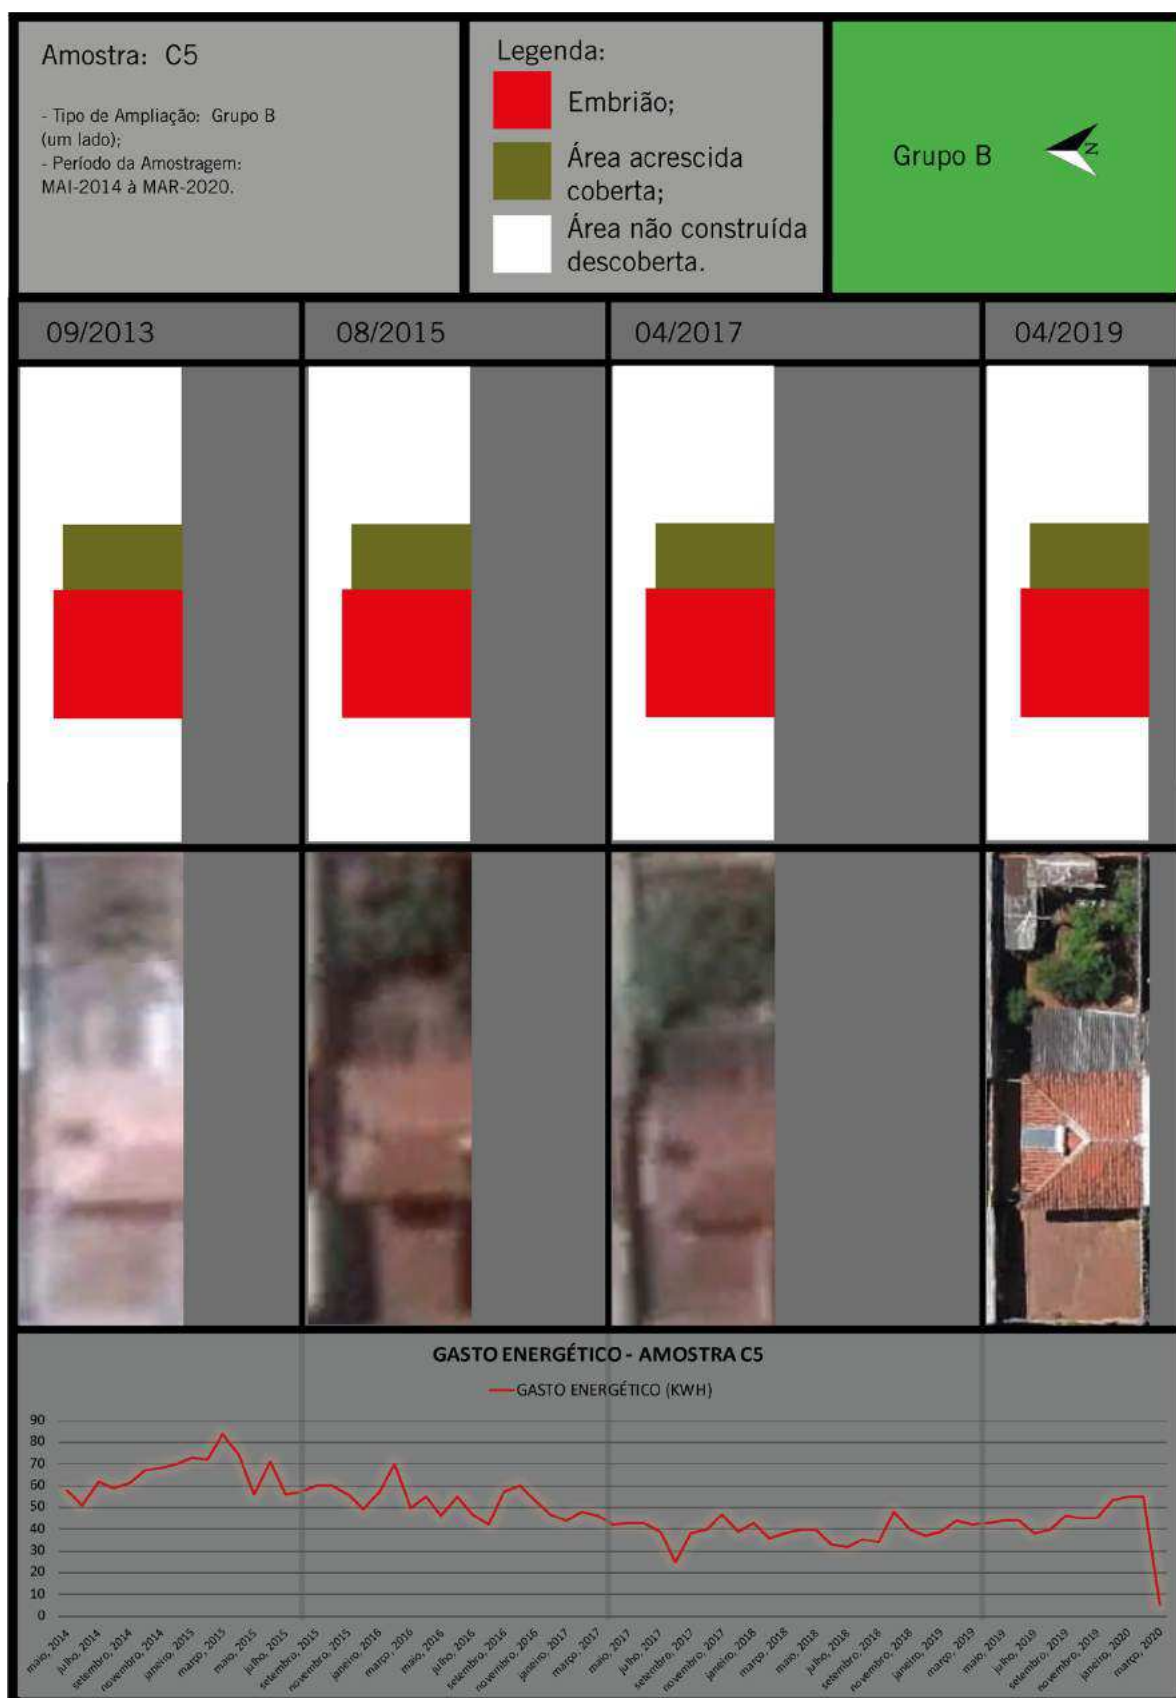 Amostra: C5
- Tipo de Ampliação: Grupo B
(um lado);
- Período da Amostragem:
MAI-2014 à MAR-2020.
Legenda:
Embrião;
Área acrescida
coberta;
Área não construída
descoberta.
Grupo B
N
09/2013
08/2015
04/2017
04/2019
GASTO ENERGÉTICO - AMOSTRA C5
GASTO ENERGÉTICO (KWH)
90
80
70
60
50
40
30
20
10
0
maio, 2014
julho, 2014
setembro, 2014
novembro, 2014
janeiro, 2015
março, 2015
maio, 2015
julho, 2015
setembro, 2015
novembro, 2015
janeiro, 2016
março, 2016
maio, 2016
julho, 2016
setembro, 2016
novembro, 2016
janeiro, 2017
março, 2017
maio, 2017
julho, 2017
setembro, 2017
novembro, 2017
janeiro, 2018
março, 2018
maio, 2018
julho, 2018
setembro, 2018
novembro, 2018
janeiro, 2019
março, 2019
maio, 2019
julho, 2019
setembro, 2019
novembro, 2019
janeiro, 2020
março, 2020